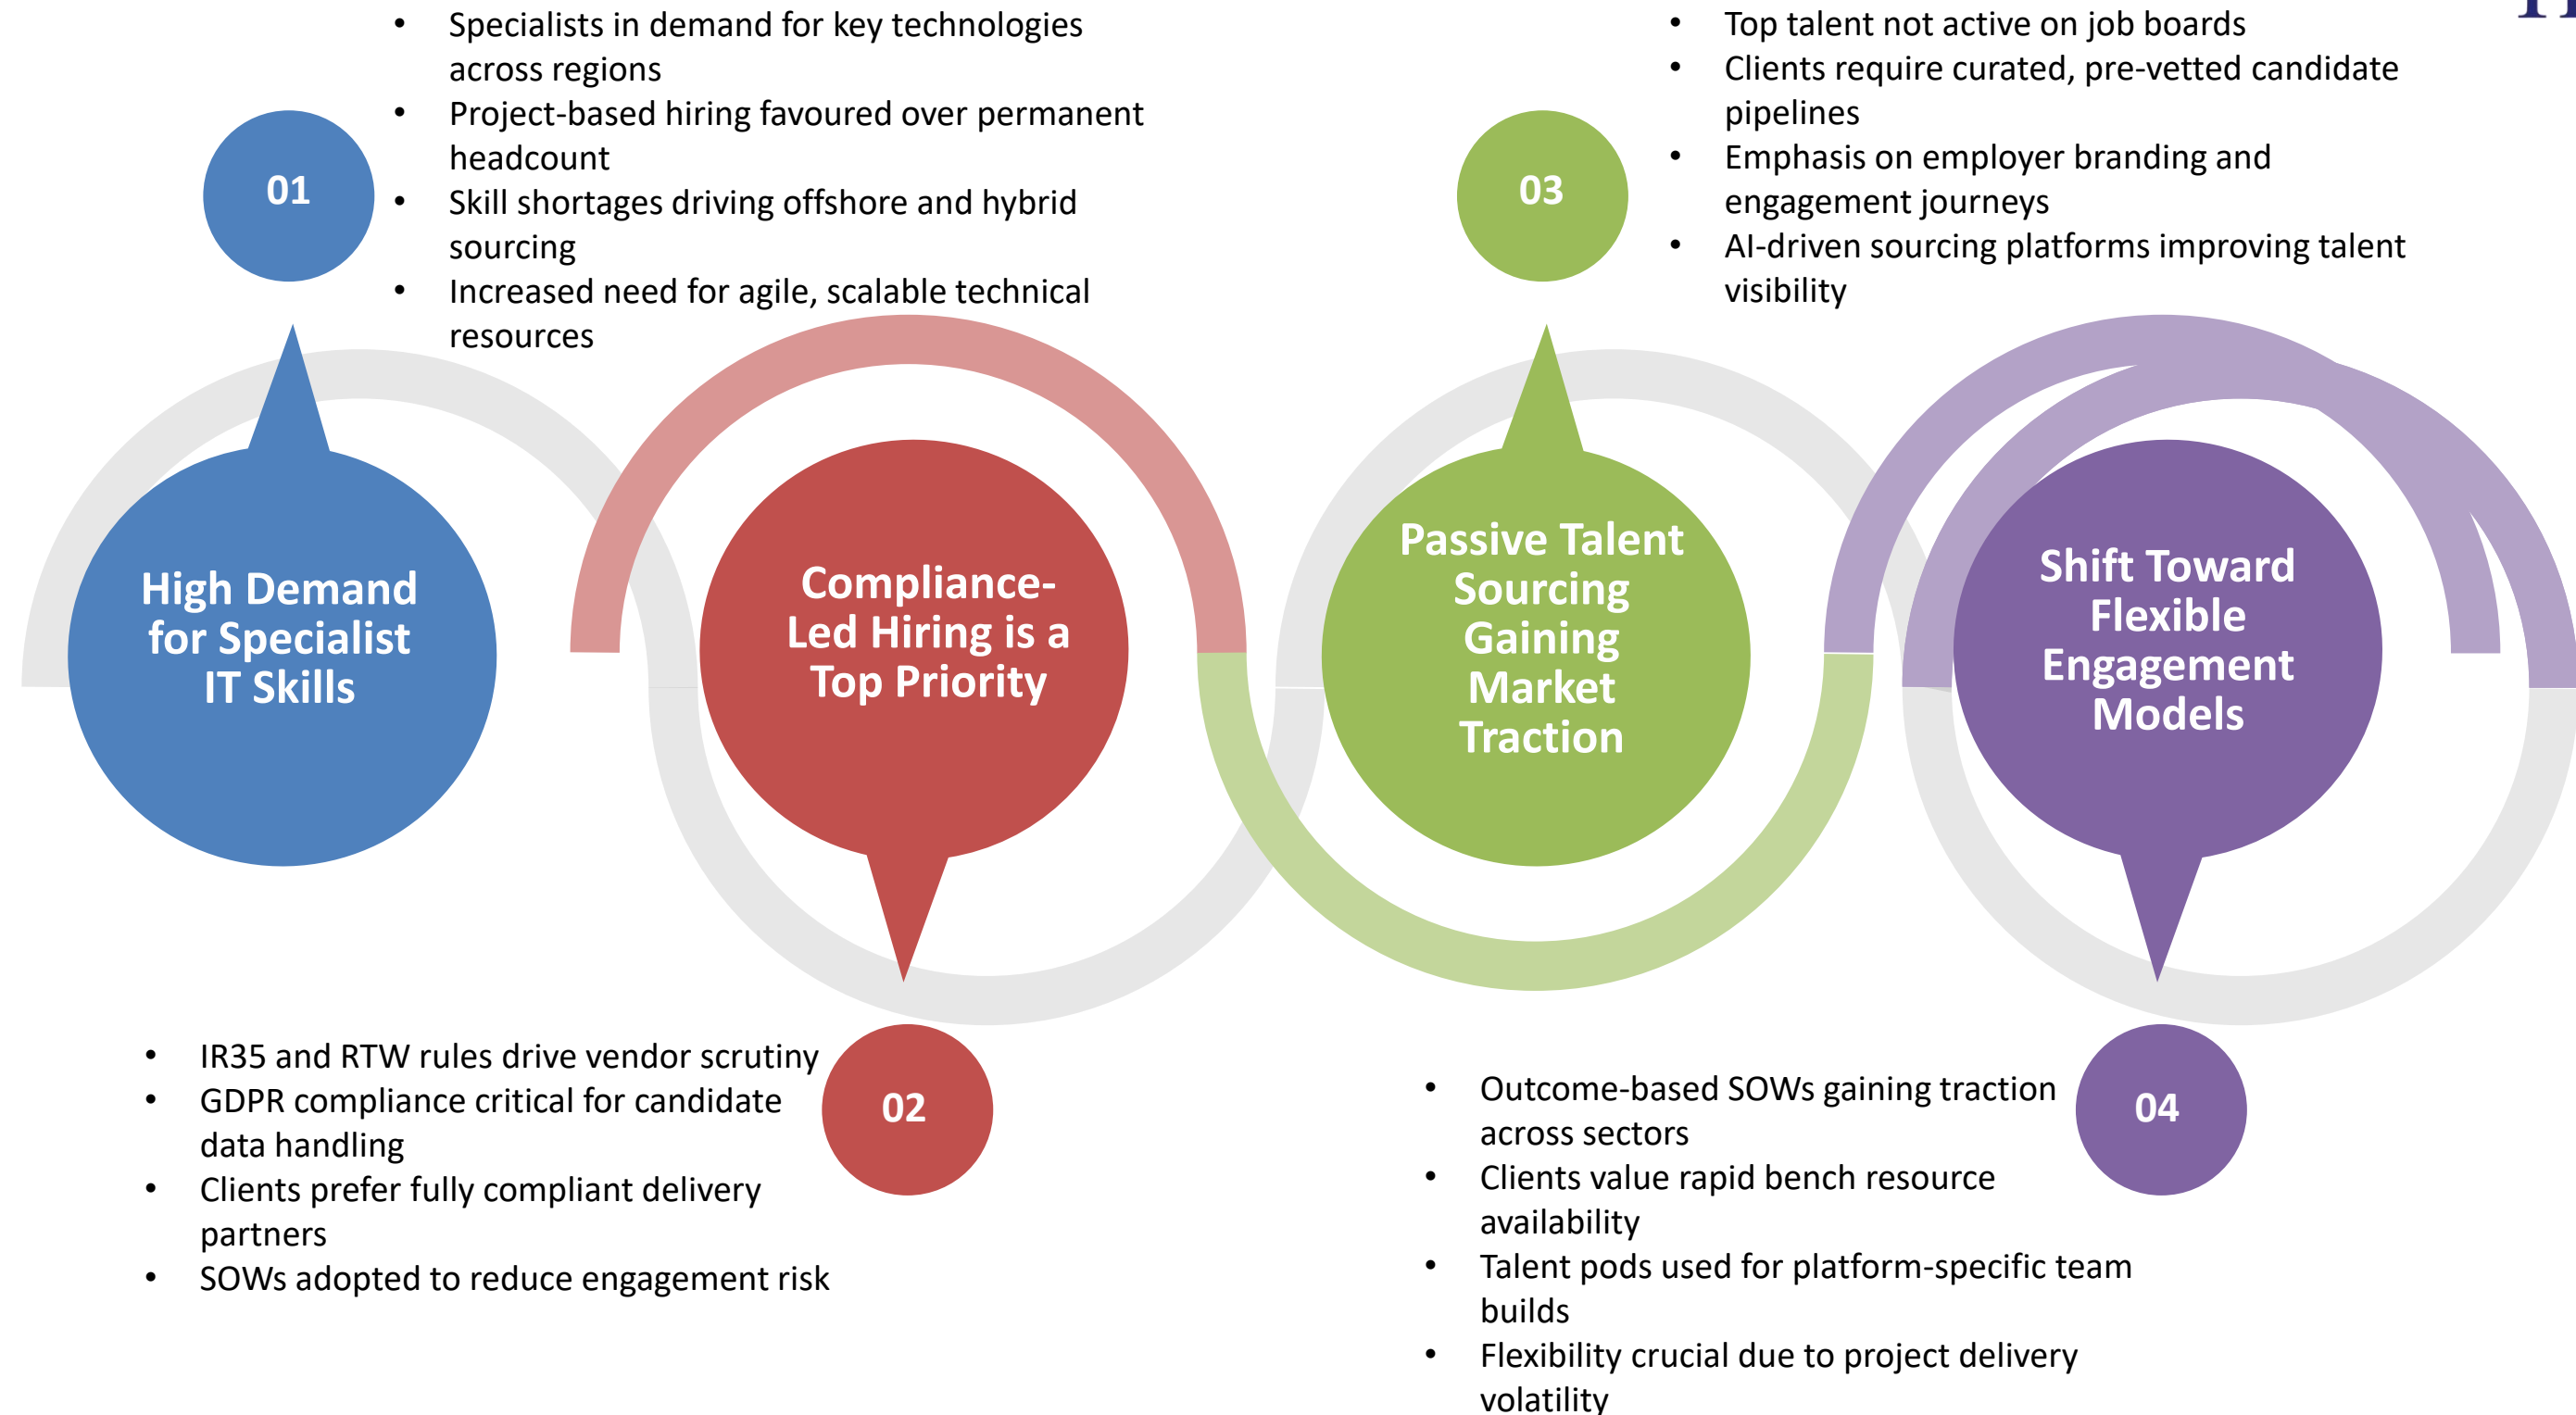 • Specialists in demand for key technologies
across regions
• Project-based hiring favoured over permanent
headcount
• Skill shortages driving offshore and hybrid
sourcing
• Increased need for agile, scalable technical
resources
01
High Demand
for Specialist
IT Skills
Compliance-
Led Hiring is a
Top Priority
• IR35 and RTW rules drive vendor scrutiny
• GDPR compliance critical for candidate
data handling
• Clients prefer fully compliant delivery
partners
• SOWs adopted to reduce engagement risk
02
• Top talent not active on job boards
• Clients require curated, pre-vetted candidate
pipelines
• Emphasis on employer branding and
engagement journeys
• AI-driven sourcing platforms improving talent
visibility
03
Passive Talent
Sourcing
Gaining
Market
Traction
Shift Toward
Flexible
Engagement
Models
• Outcome-based SOWs gaining traction
across sectors
• Clients value rapid bench resource
availability
• Talent pods used for platform-specific team
builds
• Flexibility crucial due to project delivery
volatility
04